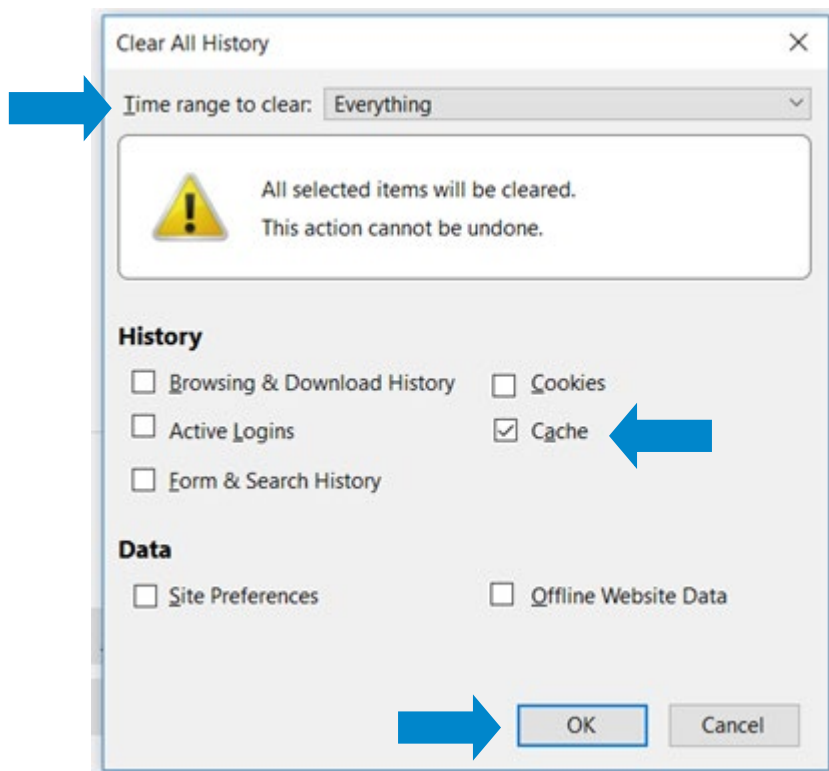 Clear All History
Time range to clear: Everything
All selected items will be cleared.
This action cannot be undone.
History
Browsing & Download History Cookies
Active Logins Cache
Form & Search History
Data
Site Preferences Offline Website Data
OK Cancel